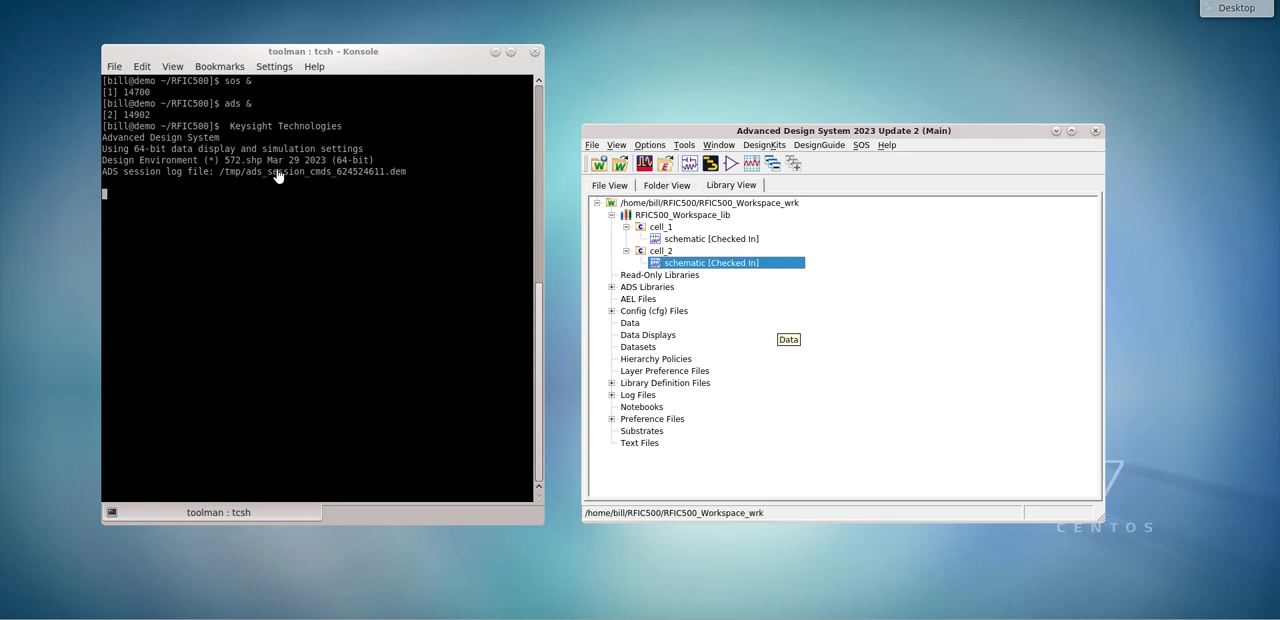 Desktop
toolman : tcsh - Konsole
File Edit View Bookmarks Settings Help
[bill@demo ~/RFIC500]$ sos &
[1] 14700
[bill@demo ~/RFIC500]$ ads &
[2] 14902
[bill@demo ~/RFIC500]$  Keysight Technologies
Advanced Design System
Using 64-bit data display and simulation settings
Design Environment (*) 572.shp Mar 29 2023 (64-bit)
ADS session log file: /tmp/ads_session_cmds_624524611.dem
toolman : tcsh
Advanced Design System 2023 Update 2 (Main)
File View Options Tools Window DesignKits DesignGuide SOS Help
File View Folder View Library View
/home/bill/RFIC500/RFIC500_Workspace_wrk
RFIC500_Workspace_lib
cell_1
schematic [Checked In]
cell_2
schematic [Checked In]
Read-Only Libraries
ADS Libraries
AEL Files
Config (cfg) Files
Data
Data Displays
Data
Datasets
Hierarchy Policies
Layer Preference Files
Library Definition Files
Log Files
Notebooks
Preference Files
Substrates
Text Files
/home/bill/RFIC500/RFIC500_Workspace_wrk
7
CENTOS